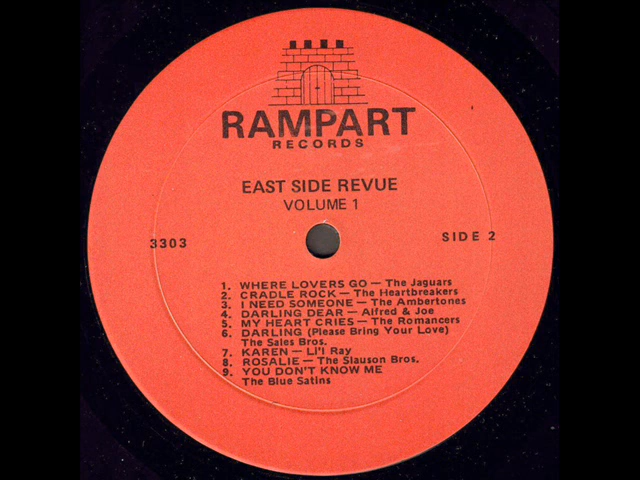 RAMPART
RECORDS
EAST SIDE REVUE
VOLUME 1
3303
SIDE 2
1. WHERE LOVERS GO — The Jaguars
2. CRADLE ROCK — The Heartbreakers
3. I NEED SOMEONE — The Ambertones
4. DARLING DEAR — Alfred & Joe
5. MY HEART CRIES — The Romancers
6. DARLING (Please Bring Your Love)
The Sales Bros.
7. KAREN — Li'l Ray
8. ROSALIE — The Slauson Bros.
9. YOU DON'T KNOW ME
The Blue Satins